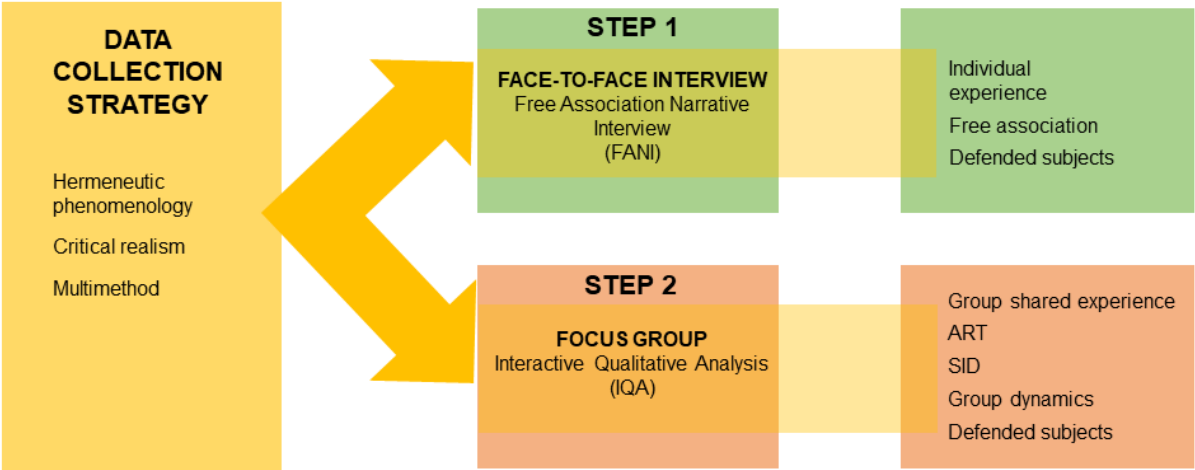 DATA
COLLECTION
STRATEGY
Hermeneutic
phenomenology
Critical realism
Multimethod
STEP 1
FACE-TO-FACE INTERVIEW
Free Association Narrative
Interview
(FANI)
Individual
experience
Free association
Defended subjects
STEP 2
FOCUS GROUP
Interactive Qualitative Analysis
(IQA)
Group shared experience
ART
SID
Group dynamics
Defended subjects